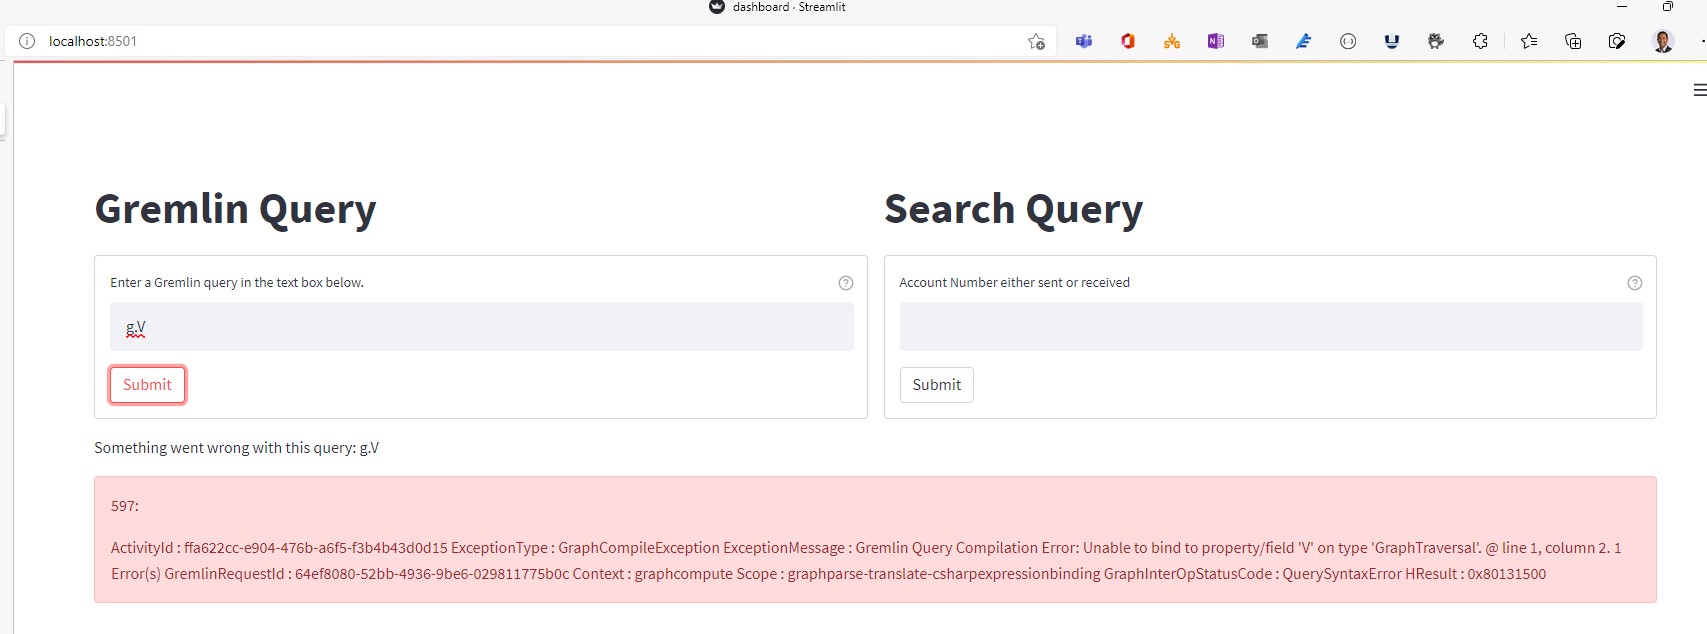 dashboard · Streamlit
localhost:8501
Gremlin Query
Search Query
Enter a Gremlin query in the text box below.
Account Number either sent or received
g.V
Submit
Submit
Something went wrong with this query: g.V
597:
ActivityId : ffa622cc-e904-476b-a6f5-f3b4b43d0d15 ExceptionType : GraphCompileException ExceptionMessage : Gremlin Query Compilation Error: Unable to bind to property/field 'V' on type 'GraphTraversal'. @ line 1, column 2. 1
Error(s) GremlinRequestId : 64ef8080-52bb-4936-9be6-029811775b0c Context : graphcompute Scope : graphparse-translate-csharpexpressionbinding GraphInterOpStatusCode : QuerySyntaxError HResult : 0x80131500